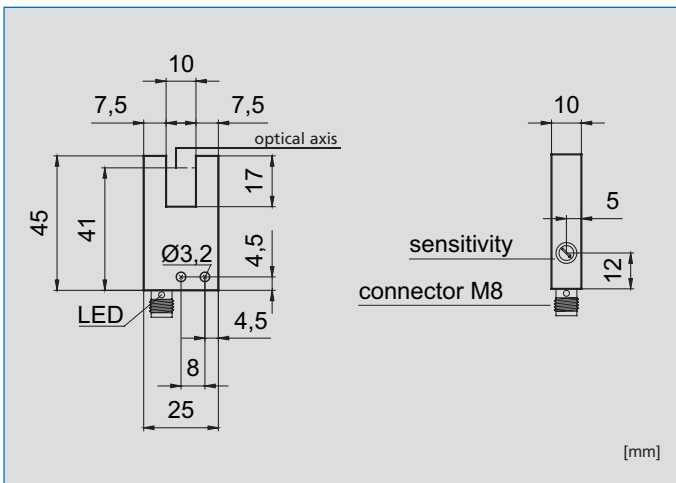 10
7,5
7,5
optical axis
45
41
17
Ø3,2
4,5
LED
4,5
8
25
10
5
sensitivity
12
connector M8
[mm]